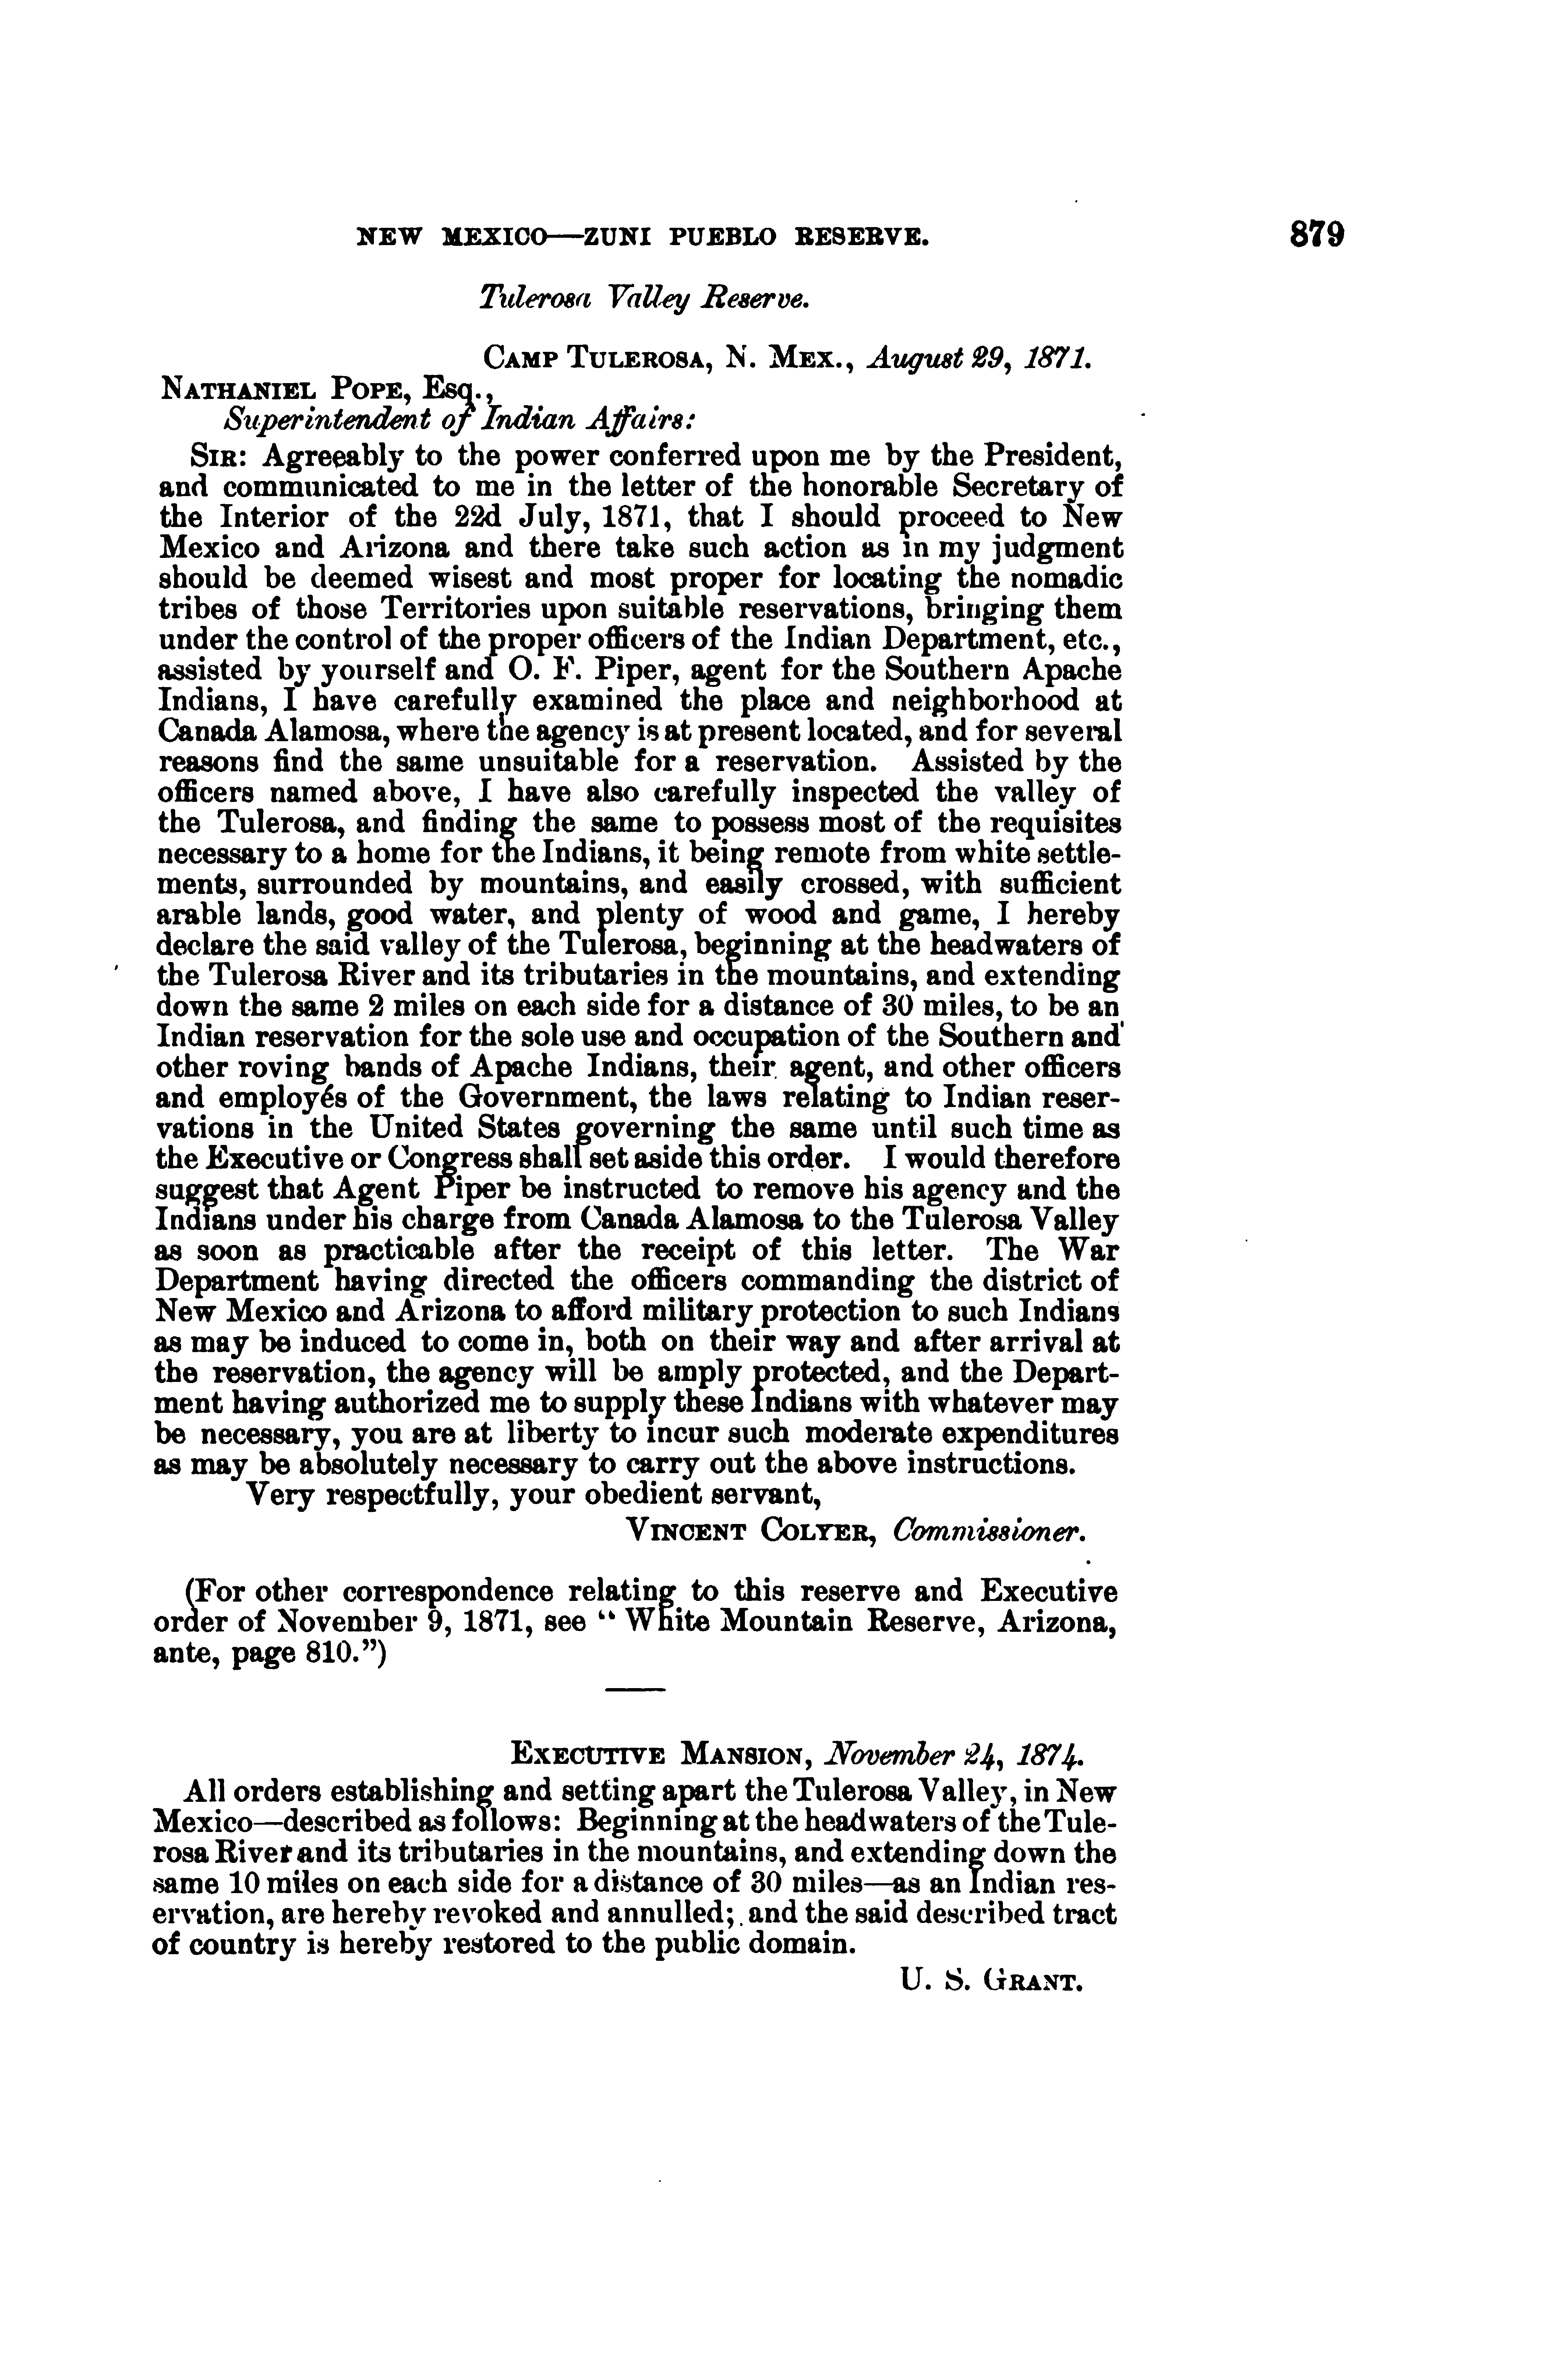 NEW MEXICO—ZUNI PUEBLO RESERVE. 879
Tulerosa Valley Reserve.
CAMP TULEROSA, N. MEX., August 29, 1871.
NATHANIEL POPE, Esq.,
Superintendent of Indian Affairs:
SIR: Agreeably to the power conferred upon me by the President,
and communicated to me in the letter of the honorable Secretary of
the Interior of the 22d July, 1871, that I should proceed to New
Mexico and Arizona and there take such action as in my judgment
should be deemed wisest and most proper for locating the nomadic
tribes of those Territories upon suitable reservations, bringing them
under the control of the proper officers of the Indian Department, etc.,
assisted by yourself and O. F. Piper, agent for the Southern Apache
Indians, I have carefully examined the place and neighborhood at
Canada Alamosa, where the agency is at present located, and for several
reasons find the same unsuitable for a reservation. Assisted by the
officers named above, I have also carefully inspected the valley of
the Tulerosa, and finding the same to possess most of the requisites
necessary to a home for the Indians, it being remote from white settle-
ments, surrounded by mountains, and easily crossed, with sufficient
arable lands, good water, and plenty of wood and game, I hereby
declare the said valley of the Tulerosa, beginning at the headwaters of
the Tulerosa River and its tributaries in the mountains, and extending
down the same 2 miles on each side for a distance of 30 miles, to be an
Indian reservation for the sole use and occupation of the Southern and
other roving bands of Apache Indians, their agent, and other officers
and employés of the Government, the laws relating to Indian reser-
vations in the United States governing the same until such time as
the Executive or Congress shall set aside this order. I would therefore
suggest that Agent Piper be instructed to remove his agency and the
Indians under his charge from Canada Alamosa to the Tulerosa Valley
as soon as practicable after the receipt of this letter. The War
Department having directed the officers commanding the district of
New Mexico and Arizona to afford military protection to such Indians
as may be induced to come in, both on their way and after arrival at
the reservation, the agency will be amply protected, and the Depart-
ment having authorized me to supply these Indians with whatever may
be necessary, you are at liberty to incur such moderate expenditures
as may be absolutely necessary to carry out the above instructions.
Very respectfully, your obedient servant,
VINCENT COLYER, Commissioner.
(For other correspondence relating to this reserve and Executive
order of November 9, 1871, see "White Mountain Reserve, Arizona,
ante, page 810.")
EXECUTIVE MANSION, November 24, 1874.
All orders establishing and setting apart the Tulerosa Valley, in New
Mexico—described as follows: Beginning at the headwaters of the Tule-
rosa River and its tributaries in the mountains, and extending down the
same 10 miles on each side for a distance of 30 miles—as an Indian res-
ervation, are hereby revoked and annulled; and the said described tract
of country is hereby restored to the public domain.
U. S. GRANT.